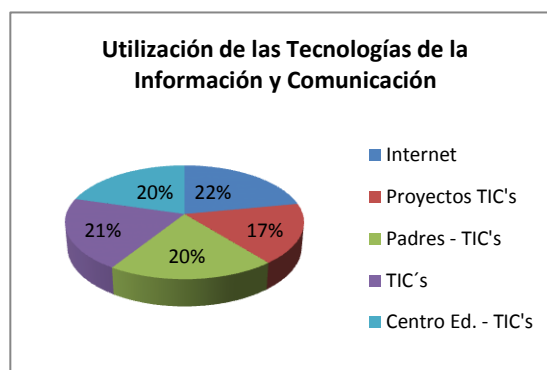 Utilización de las Tecnologías de la
Información y Comunicación
20%
22%
21%
17%
20%
Internet
Proyectos TIC's
Padres - TIC's
TIC´s
Centro Ed. - TIC's